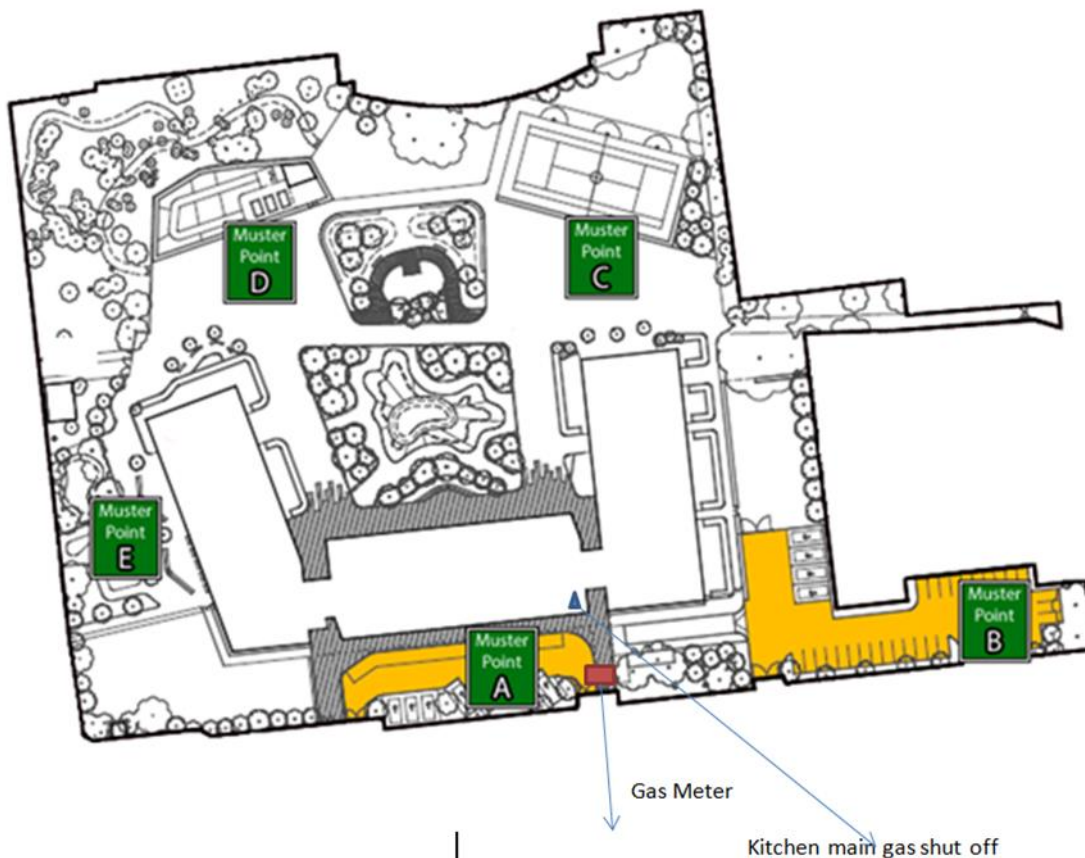 Muster
Point
D
Muster
Point
C
Muster
Point
E
Muster
Point
A
Muster
Point
B
Gas Meter
Kitchen main gas shut off